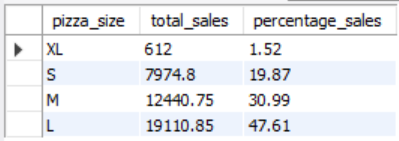 pizza_size total_sales percentage_sales
XL 612 1.52
S 7974.8 19.87
M 12440.75 30.99
L 19110.85 47.61